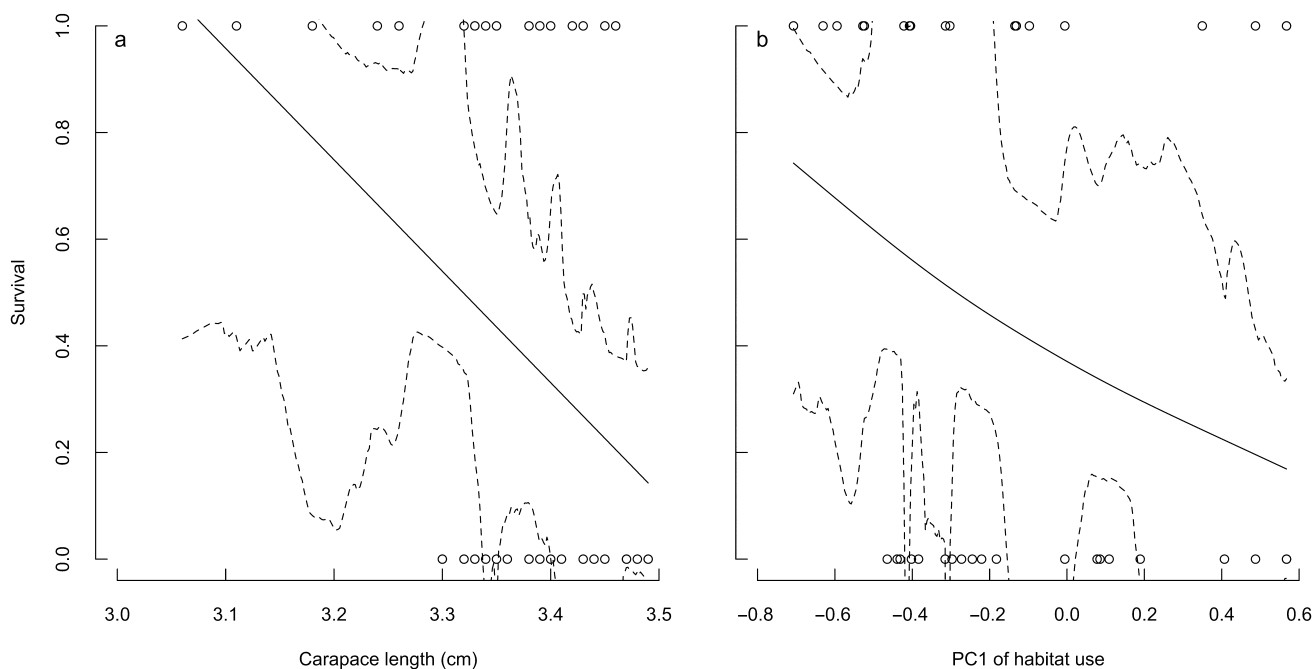 a
b
Survival
1.0
0.8
0.6
0.4
0.2
0.0
3.0 3.1 3.2 3.3 3.4 3.5
−0.8 −0.6 −0.4 −0.2 0.0 0.2 0.4 0.6
Carapace length (cm)
PC1 of habitat use